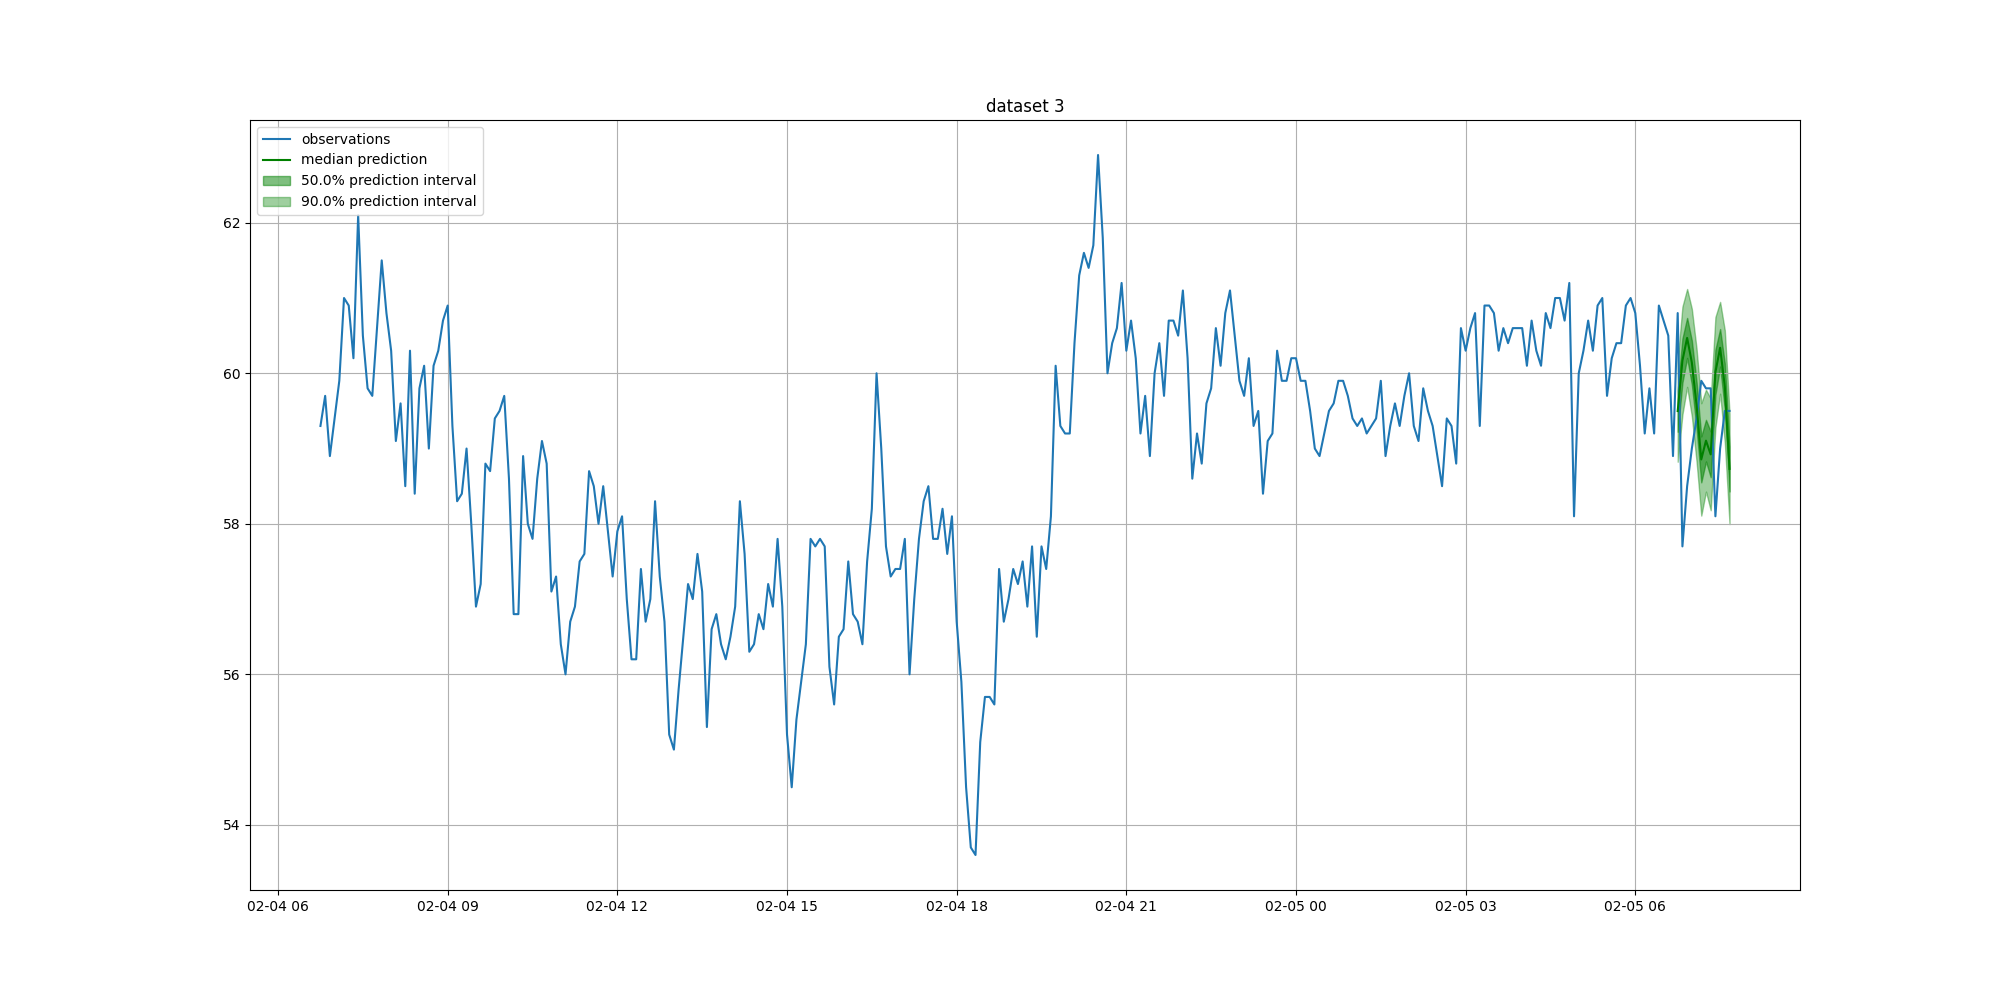 dataset 3
observations
median prediction
50.0% prediction interval
90.0% prediction interval
62
60
58
56
54
02-04 06 02-04 09 02-04 12 02-04 15 02-04 18 02-04 21 02-05 00 02-05 03 02-05 06